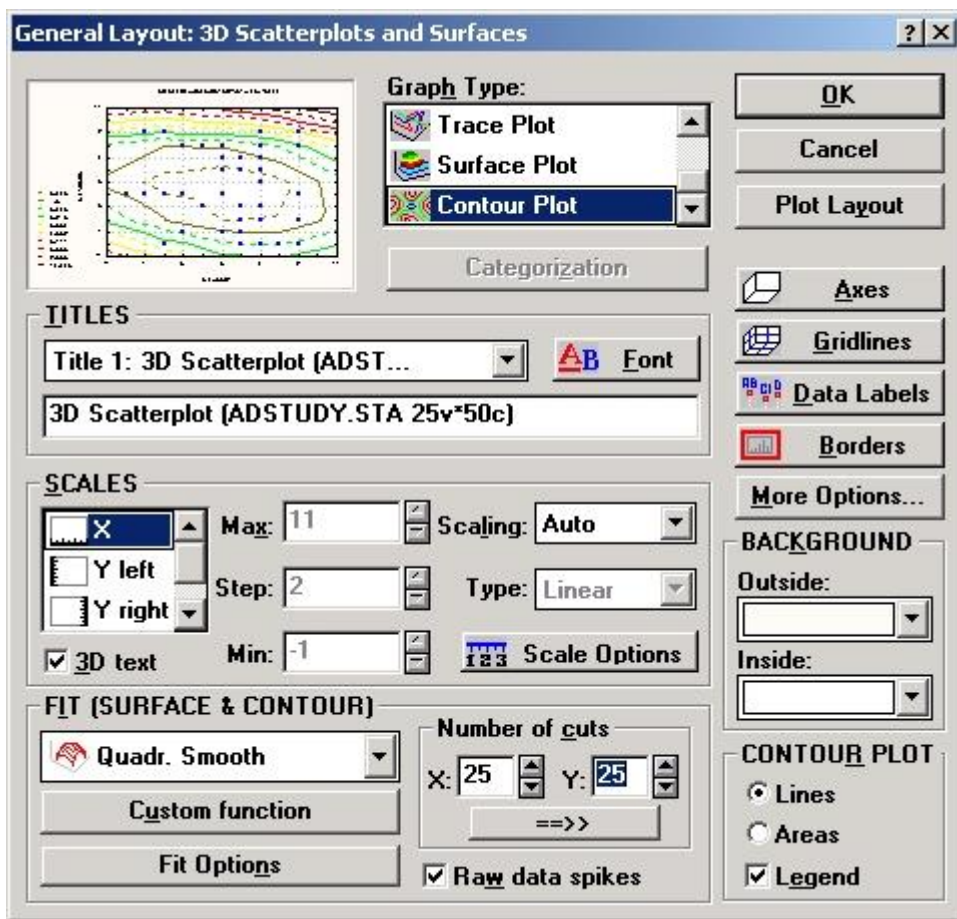 General Layout: 3D Scatterplots and Surfaces
Graph Type:
Trace Plot
Surface Plot
Contour Plot
Categorization
OK
Cancel
Plot Layout
Axes
Gridlines
Data Labels
Borders
More Options...
TITLES
Title 1: 3D Scatterplot (ADST...
AB Font
3D Scatterplot (ADSTUDY.STA 25v*50c)
SCALES
X
Y left
Y right
3D text
Max: 11
Step: 2
Min: -1
Scaling: Auto
Type: Linear
123 Scale Options
BACKGROUND
Outside:
Inside:
FIT (SURFACE & CONTOUR)
Quadr. Smooth
Custom function
Fit Options
Number of cuts
X: 25 Y: 25
==>>
Raw data spikes
CONTOUR PLOT
Lines
Areas
Legend